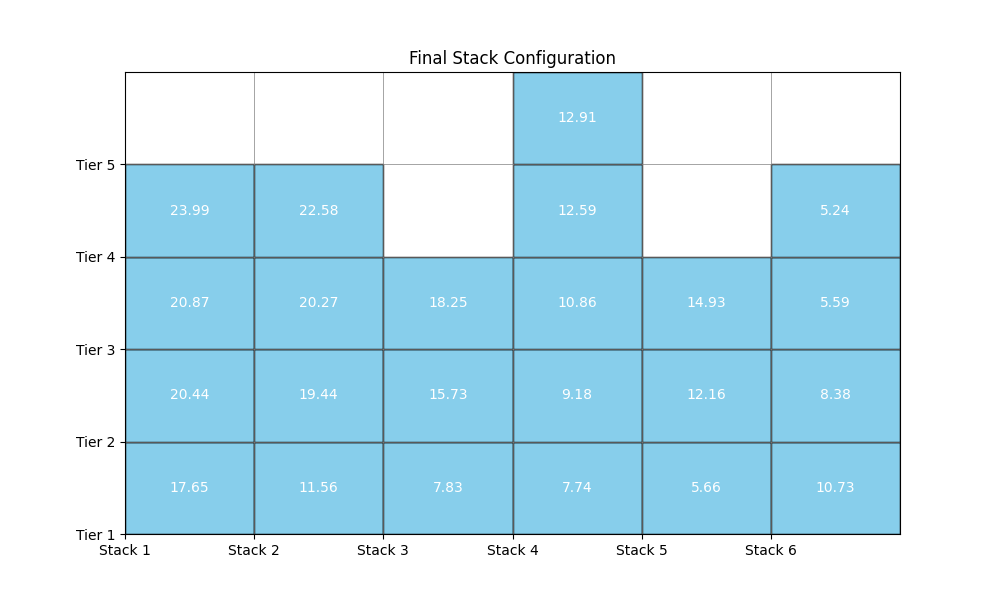 Final Stack Configuration
12.91
Tier 5
23.99 22.58 12.59 5.24
Tier 4
20.87 20.27 18.25 10.86 14.93 5.59
Tier 3
20.44 19.44 15.73 9.18 12.16 8.38
Tier 2
17.65 11.56 7.83 7.74 5.66 10.73
Tier 1
Stack 1 Stack 2 Stack 3 Stack 4 Stack 5 Stack 6